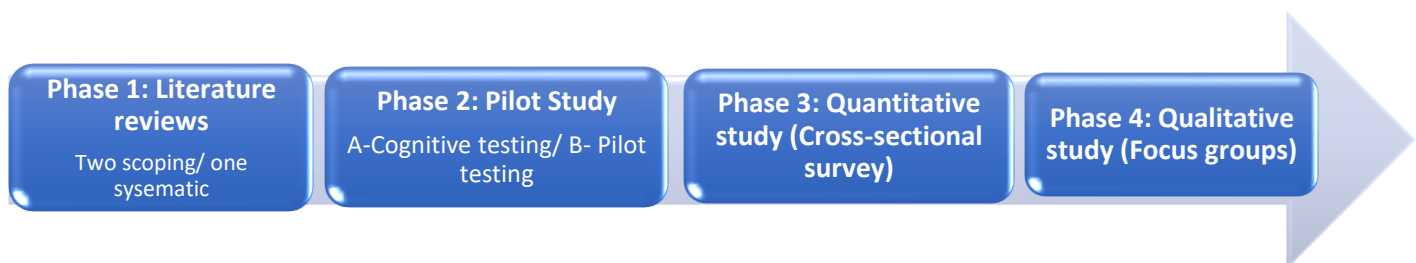 Phase 1: Literature
reviews
Two scoping/ one
sysematic
Phase 2: Pilot Study
A-Cognitive testing/ B- Pilot
testing
Phase 3: Quantitative
study (Cross-sectional
survey)
Phase 4: Qualitative
study (Focus groups)